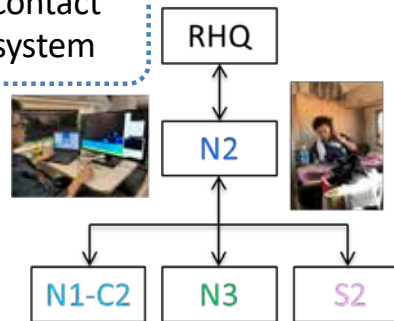 contact
system
RHQ
N2
N1-C2
N3
S2